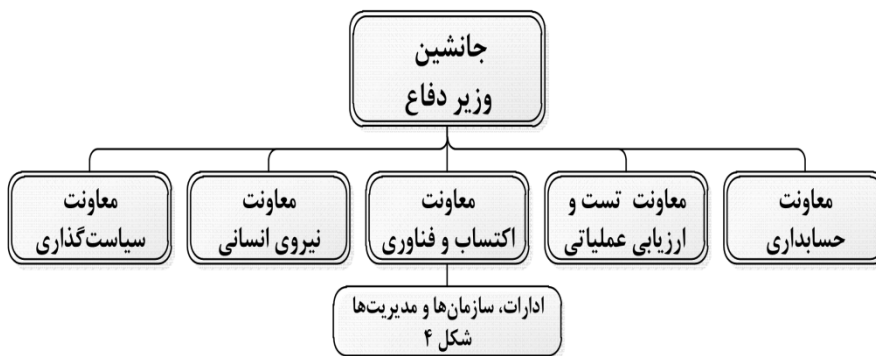 جانشین
وزیر دفاع
معاونت
حسابداری
معاونت تست و
ارزیابی عملیاتی
معاونت
اکتساب و فناوری
معاونت
نیروی انسانی
معاونت
سیاست‌گذاری
ادارات، سازمان‌ها و مدیریت‌ها
شکل ۴